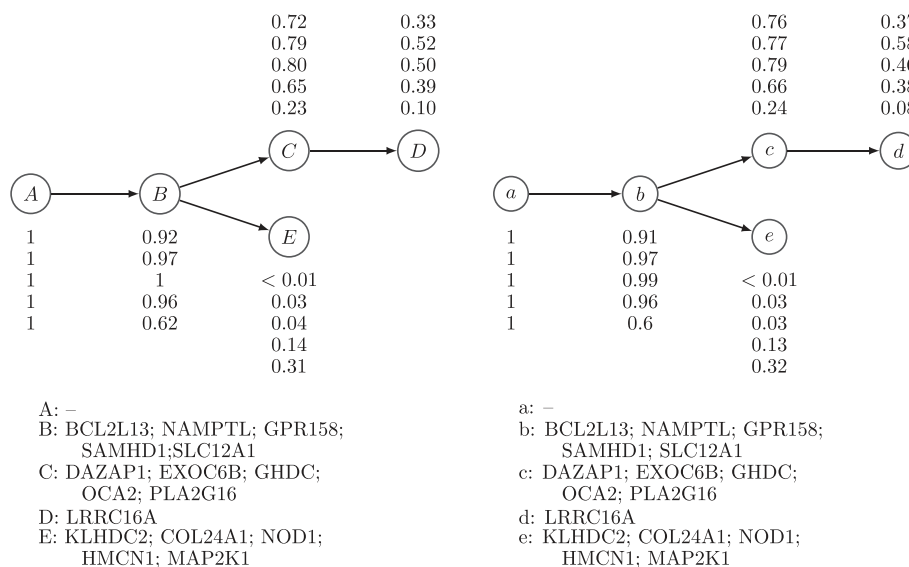 0.72 0.33 0.76
0.79 0.52 0.77
0.80 0.50 0.79
0.65 0.39 0.66
0.23 0.10 0.24
C D c d
A B a b
E e
1 0.92 1 0.91
1 0.97 1 0.97
1 1 < 0.01 1 0.99 < 0.01
1 0.96 0.03 1 0.96 0.03
1 0.62 0.04 1 0.6 0.03
0.14 0.13
0.31 0.32
A: – a: –
B: BCL2L13; NAMPTL; GPR158; b: BCL2L13; NAMPTL; GPR158;
SAMHD1;SLC12A1 SAMHD1; SLC12A1
C: DAZAP1; EXOC6B; GHDC; c: DAZAP1; EXOC6B; GHDC;
OCA2; PLA2G16 OCA2; PLA2G16
D: LRRC16A d: LRRC16A
E: KLHDC2; COL24A1; NOD1; e: KLHDC2; COL24A1; NOD1;
HMCN1; MAP2K1 HMCN1; MAP2K1